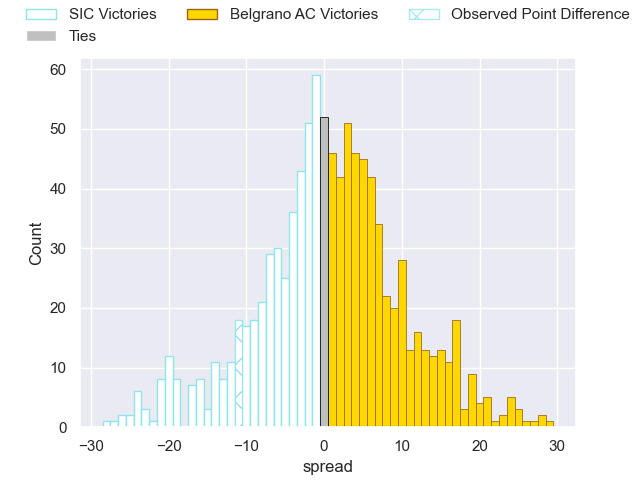 SIC Victories
Belgrano AC Victories
Observed Point Difference
Ties
60
50
40
30
20
10
0
Count
−30
−20
−10
0
10
20
30
spread